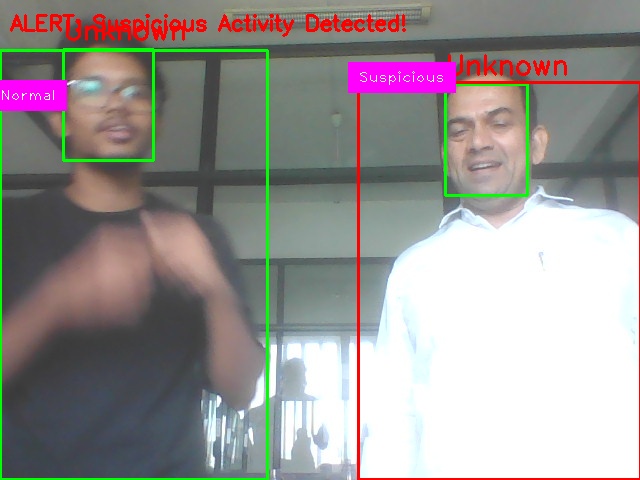 ALERT: Suspicious Activity Detected!
Unknown
Unknown
Suspicious
Normal